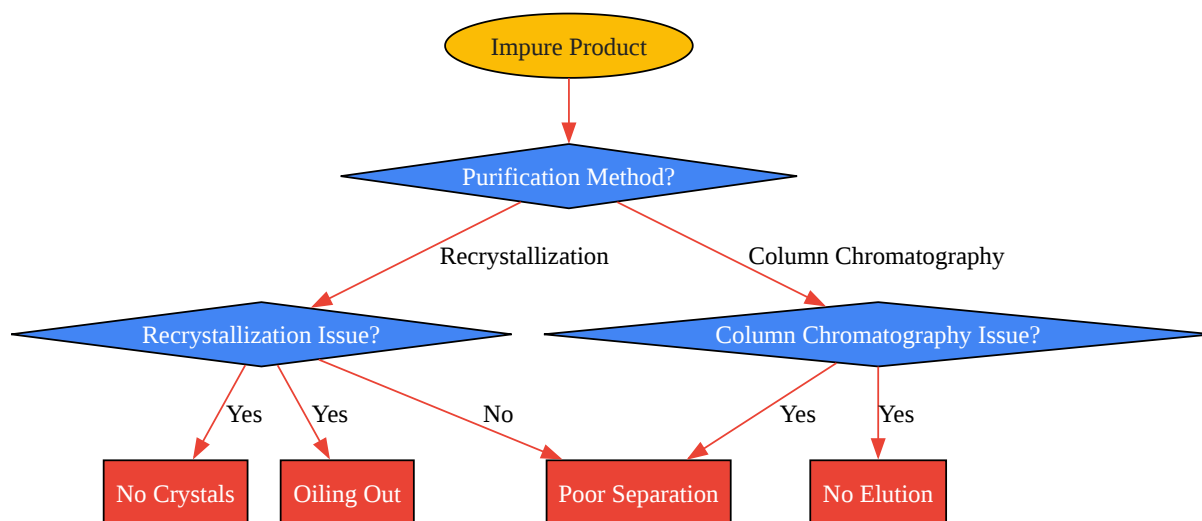 Impure Product
Purification Method?
Recrystallization
Column Chromatography
Recrystallization Issue?
Column Chromatography Issue?
Yes
Yes
No
Yes
Yes
No Crystals
Oiling Out
Poor Separation
No Elution